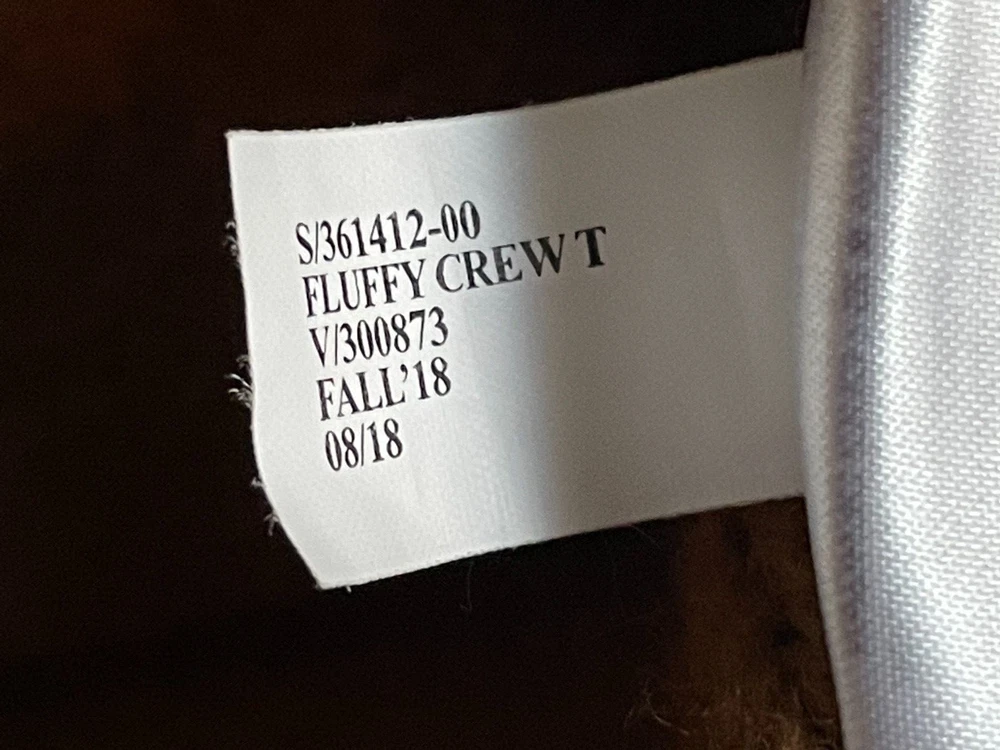 S/361412-00
FLUFFY CREW T
V/300873
FALL'18
08/18